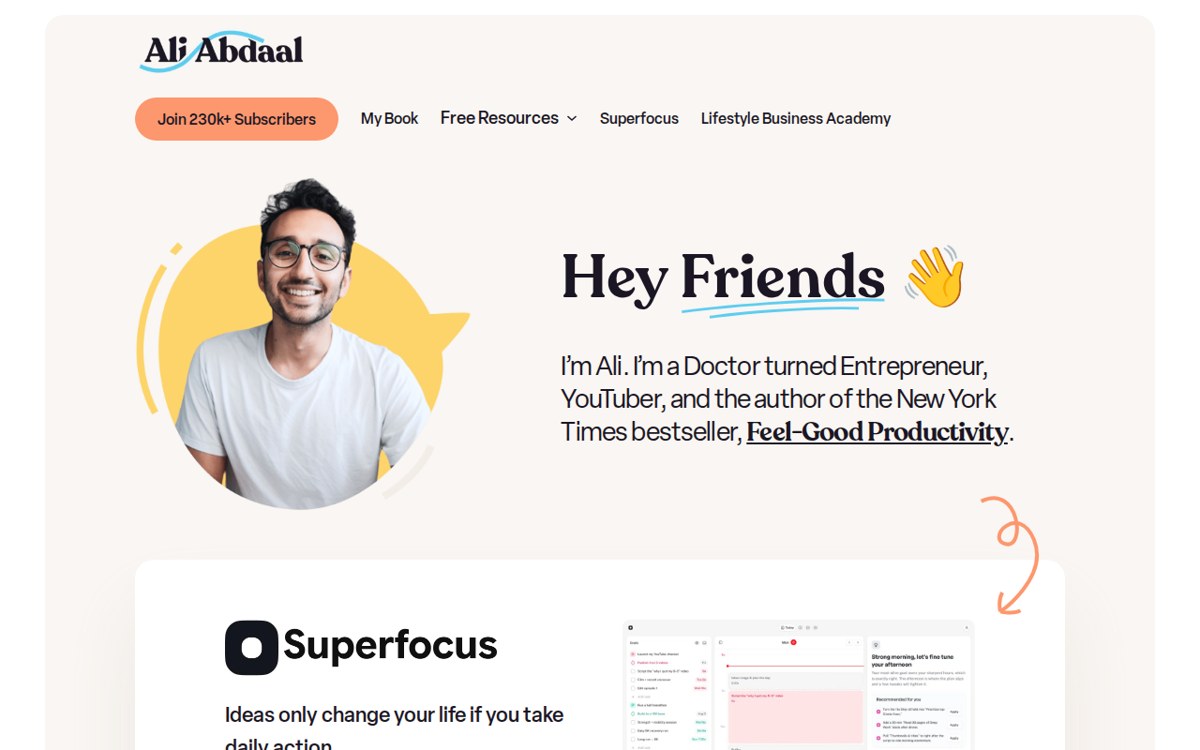 Ali Abdaal
Join 230k+ Subscribers
My Book
Free Resources
Superfocus
Lifestyle Business Academy
Hey Friends 👋
I'm Ali. I'm a Doctor turned Entrepreneur,
YouTuber, and the author of the New York
Times bestseller, Feel-Good Productivity.
Superfocus
Ideas only change your life if you take
daily action
Strong morning, let's fine tune
your afternoon
Recommended for you